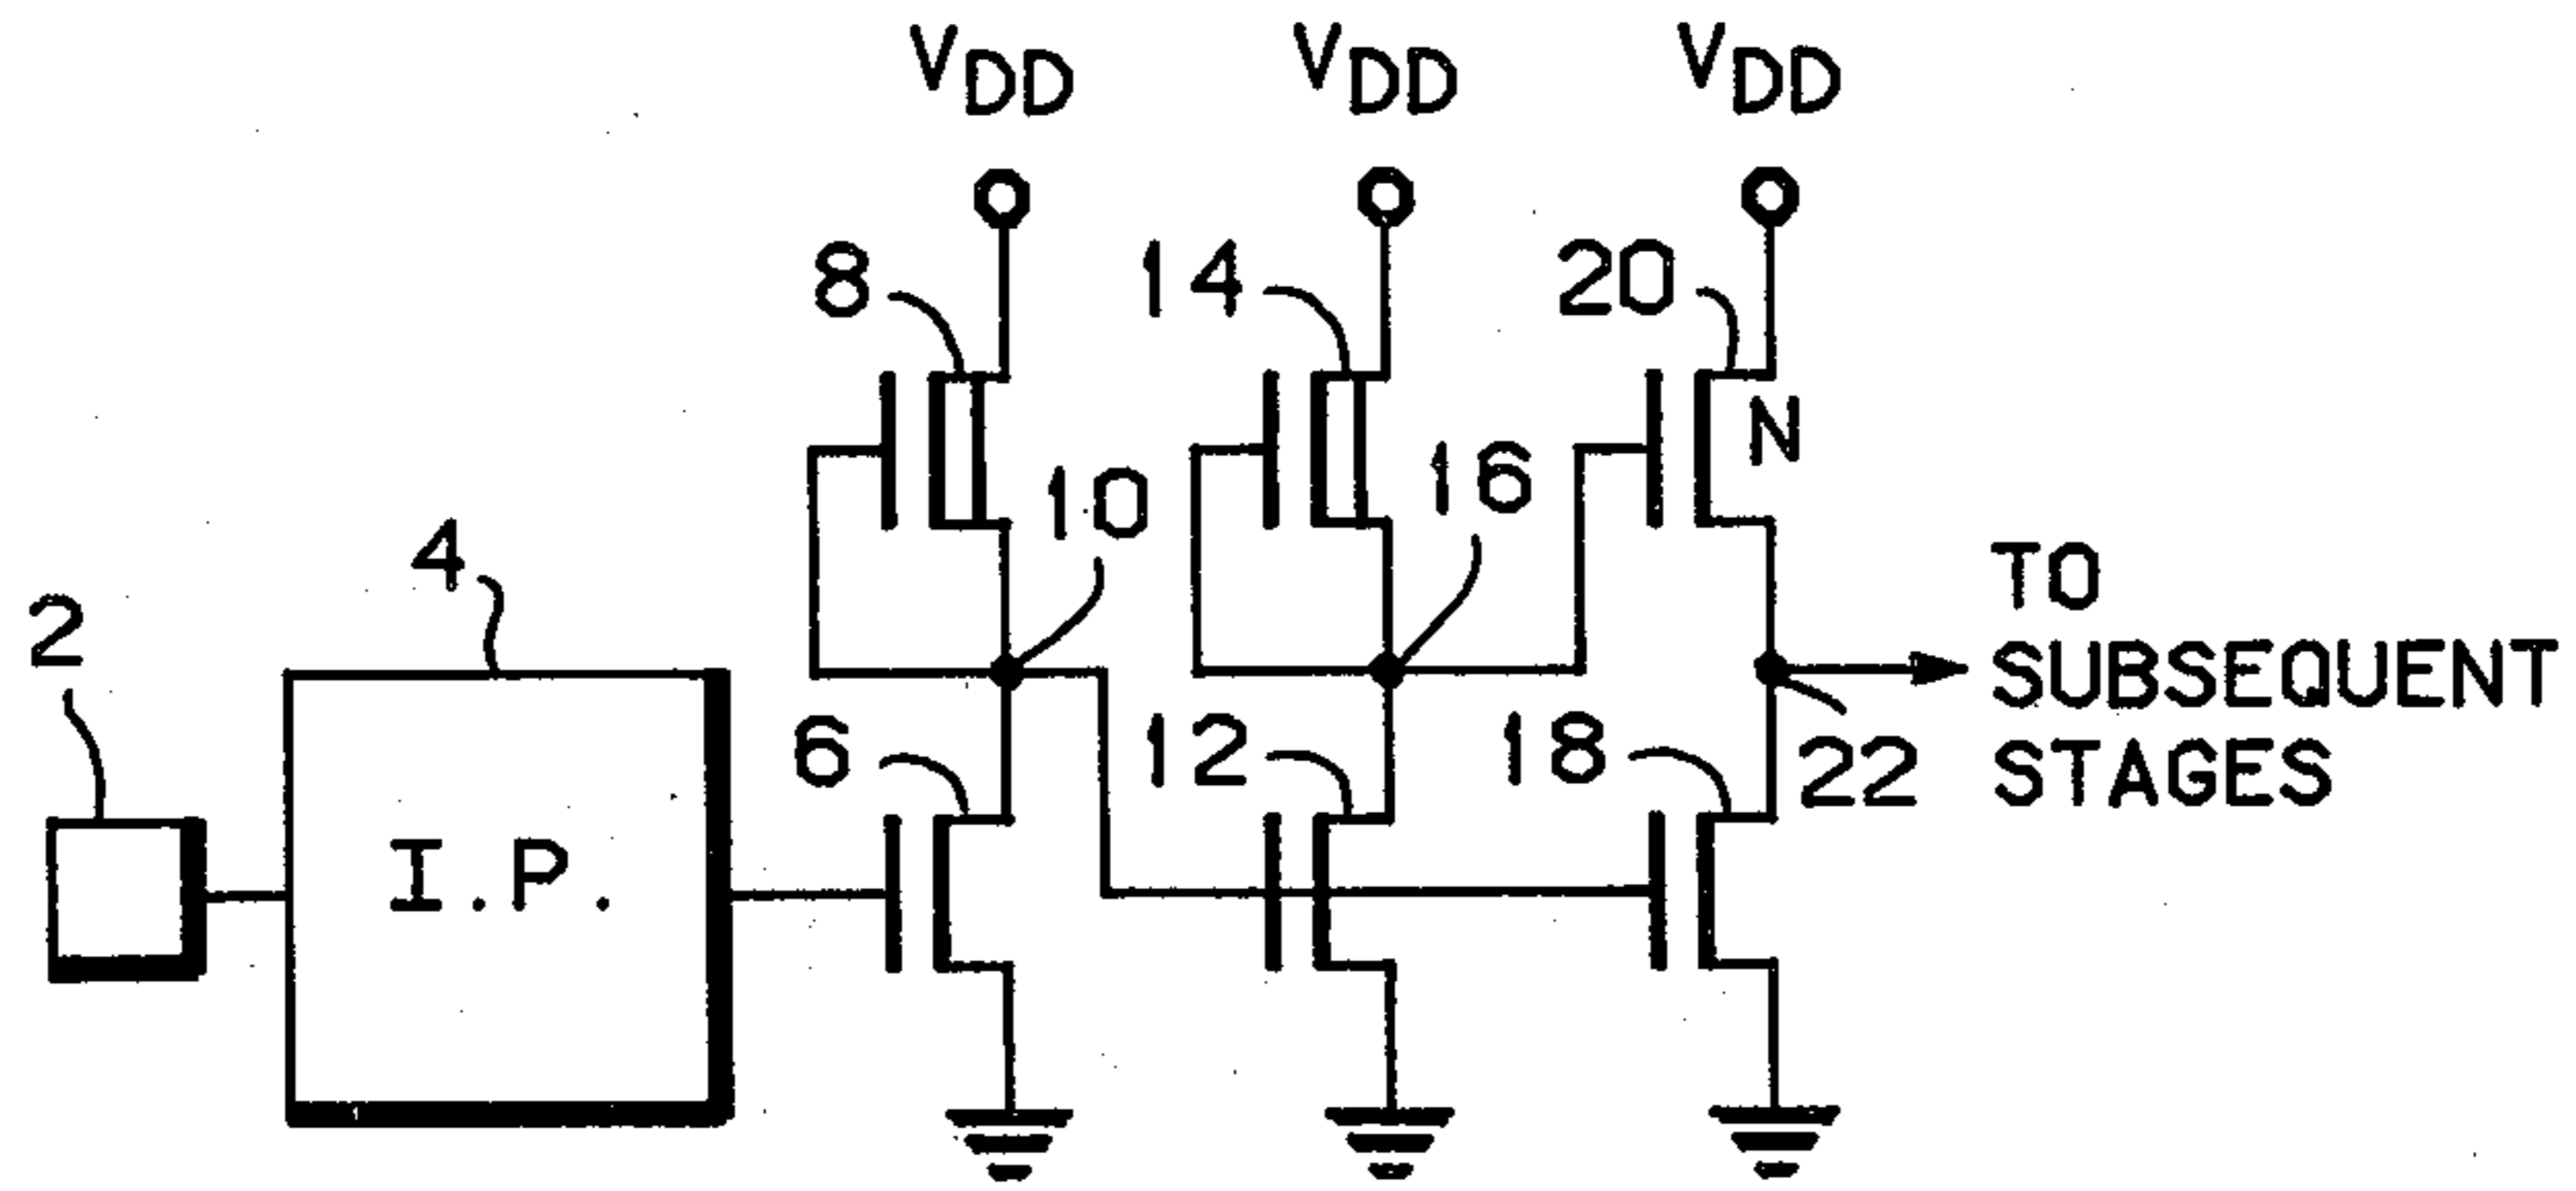 VDD VDD VDD
8 14 20
N
10 16
4
2
TO
SUBSEQUENT
STAGES
6 12 18 22
I.P.